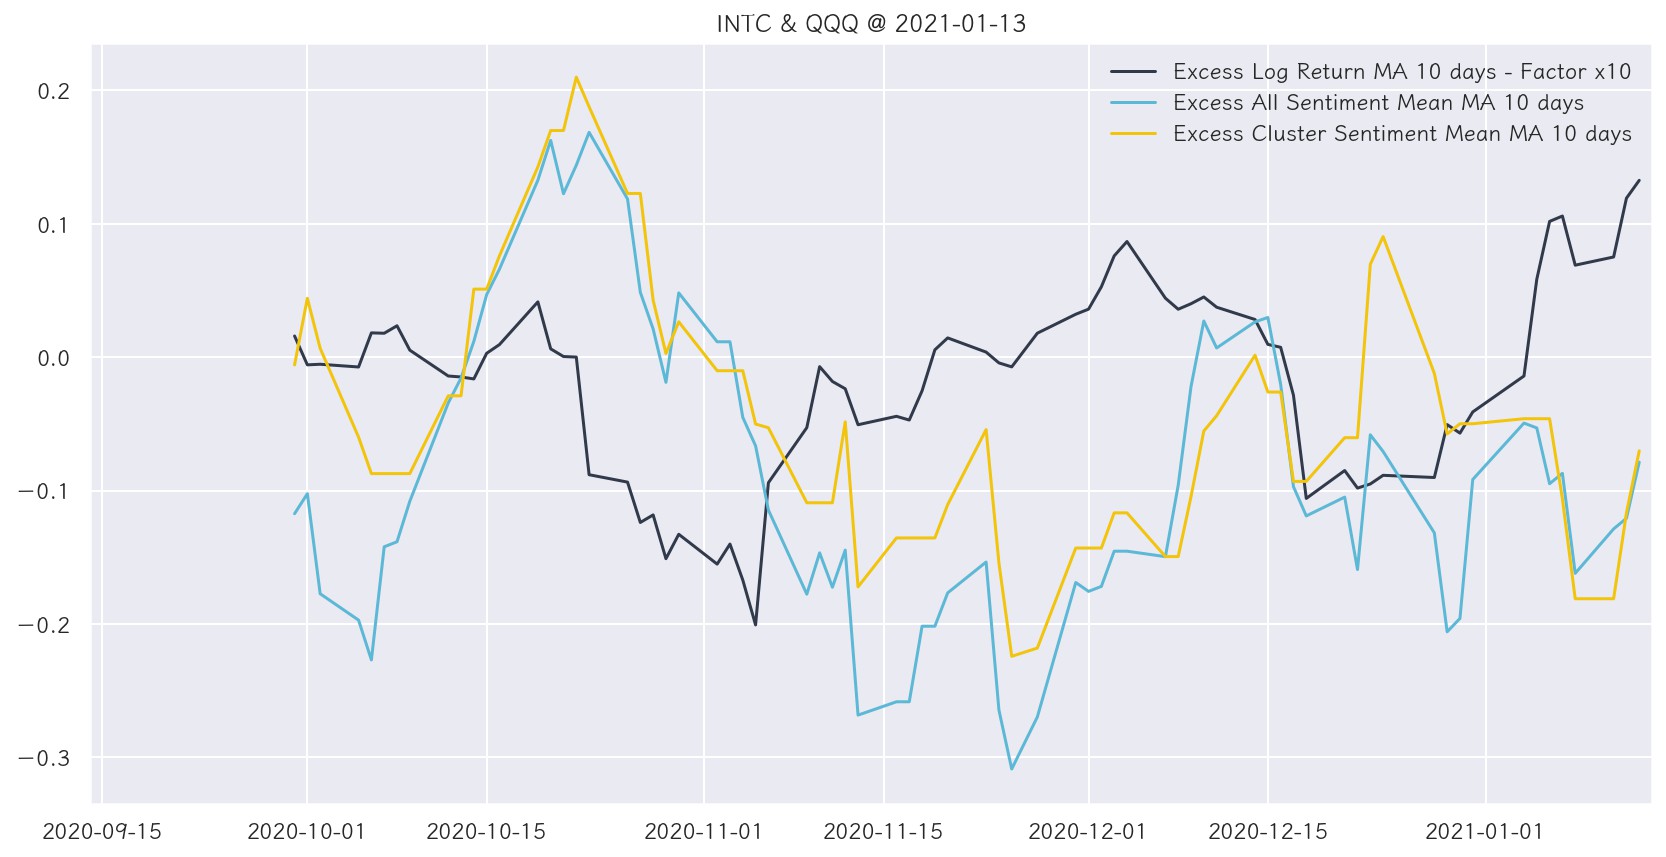 INTC & QQQ @ 2021-01-13
Excess Log Return MA 10 days - Factor x10
Excess All Sentiment Mean MA 10 days
Excess Cluster Sentiment Mean MA 10 days
0.2
0.1
0.0
−0.1
−0.2
−0.3
2020-09-15 2020-10-01 2020-10-15 2020-11-01 2020-11-15 2020-12-01 2020-12-15 2021-01-01